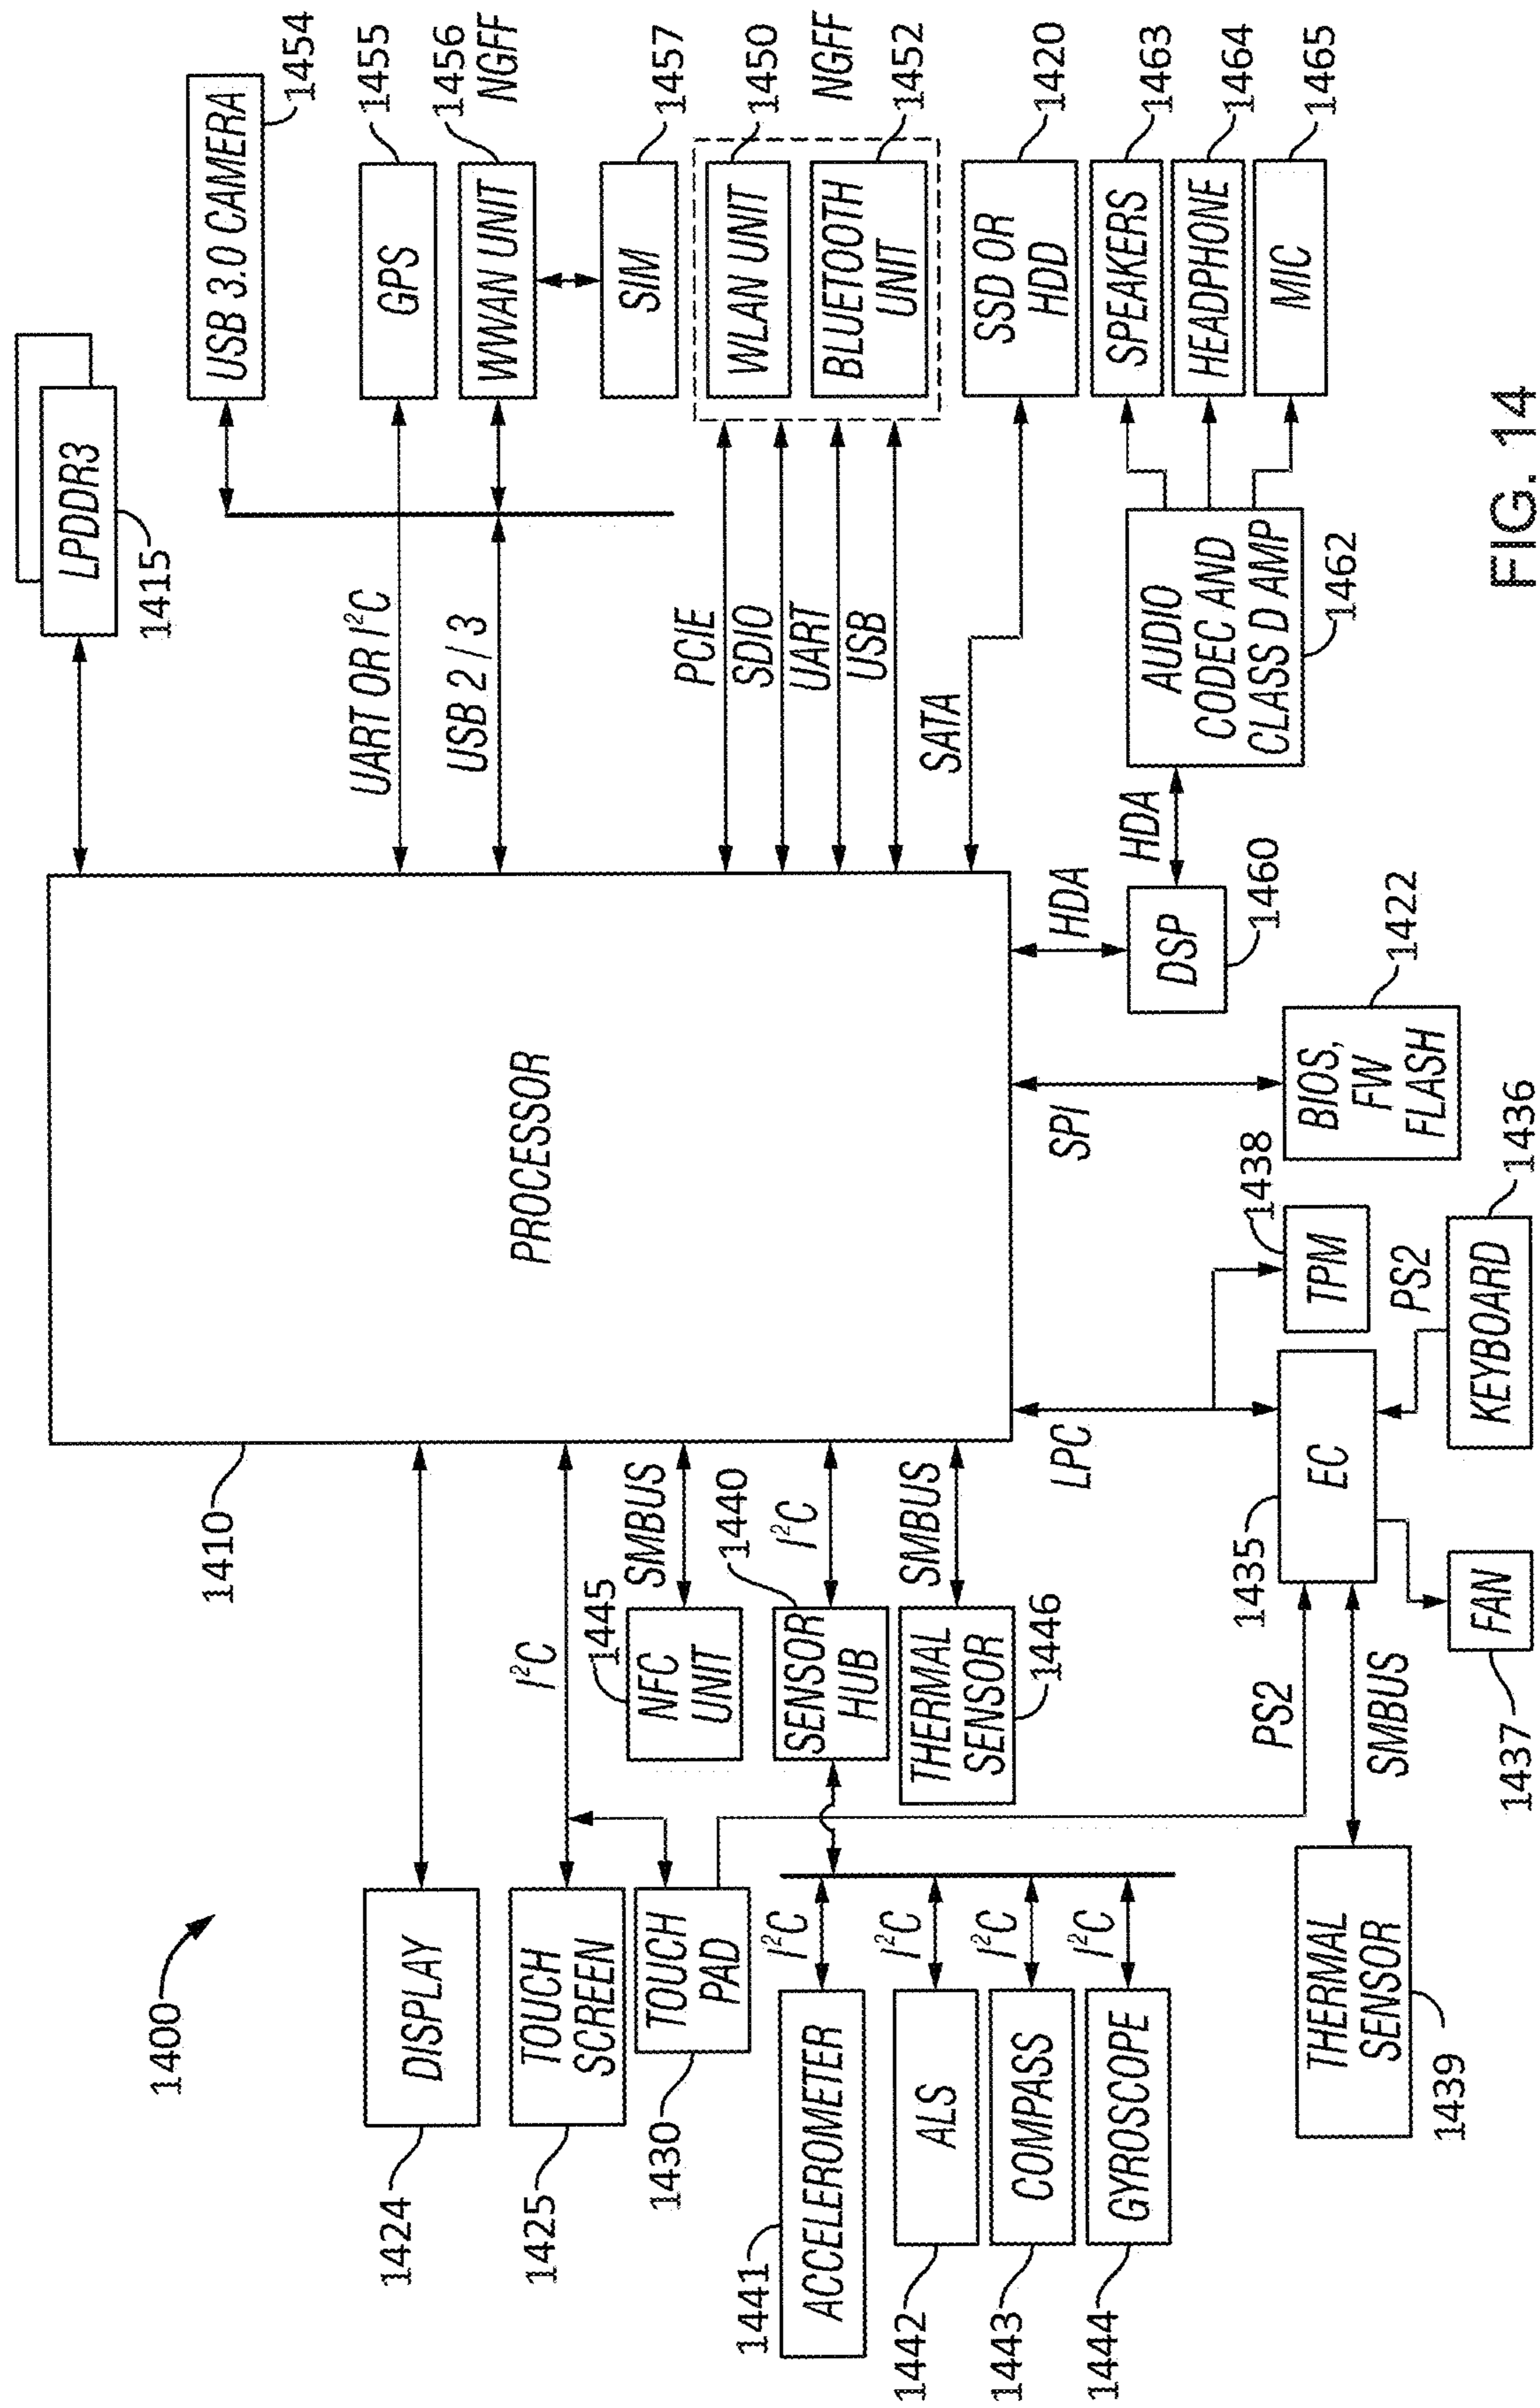 1400
LPDDR3
1415
USB 3.0 CAMERA
1454
1410
PROCESSOR
DISPLAY
1424
UART OR I²C
GPS
1455
USB 2 / 3
WWAN UNIT
1456
NGFF
I²C
TOUCH
SCREEN
1425
SIM
1457
TOUCH
PAD
1430
SMBUS
NFC
UNIT
1445
PCIE
SDIO
UART
USB
WLAN UNIT
1450
BLUETOOTH
UNIT
NGFF
1452
1440
I²C
SENSOR
HUB
SMBUS
THERMAL
SENSOR
1446
I²C
ACCELEROMETER
1441
I²C
ALS
1442
I²C
COMPASS
1443
I²C
GYROSCOPE
1444
SATA
SSD OR
HDD
1420
LPC
SPI
HDA
DSP
1460
HDA
AUDIO
CODEC AND
CLASS D AMP
1462
SPEAKERS
1463
HEADPHONE
1464
MIC
1465
PS2
SMBUS
THERMAL
SENSOR
1439
1435
EC
TPM
1438
BIOS,
FW
FLASH
1422
FAN
1437
PS2
KEYBOARD
1436
FIG. 14